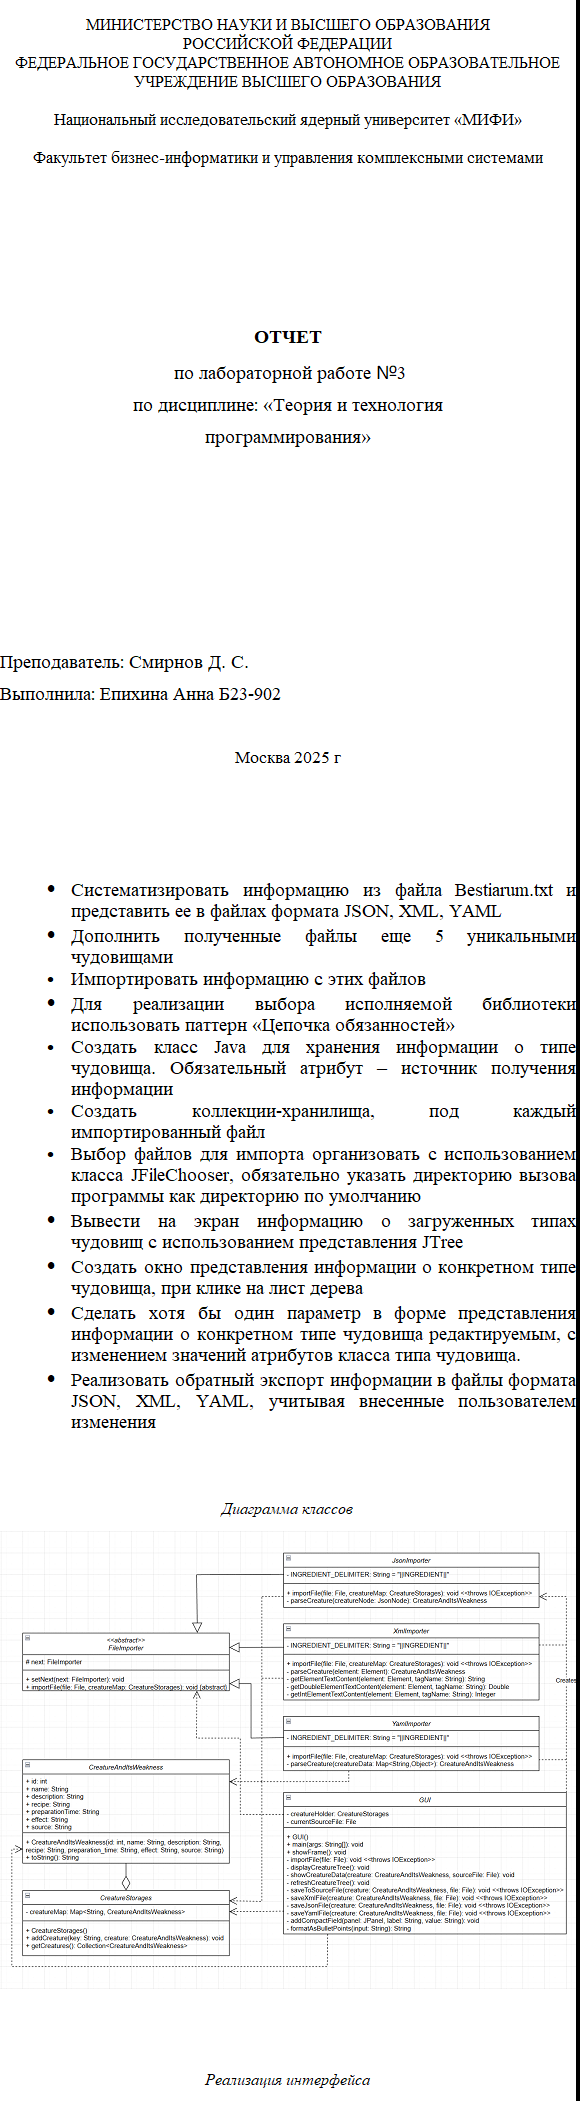 МИНИСТЕРСТВО НАУКИ И ВЫСШЕГО ОБРАЗОВАНИЯ
РОССИЙСКОЙ ФЕДЕРАЦИИ
ФЕДЕРАЛЬНОЕ ГОСУДАРСТВЕННОЕ АВТОНОМНОЕ ОБРАЗОВАТЕЛЬНОЕ
УЧРЕЖДЕНИЕ ВЫСШЕГО ОБРАЗОВАНИЯ
Национальный исследовательский ядерный университет «МИФИ»
Факультет бизнес-информатики и управления комплексными системами
ОТЧЕТ
по лабораторной работе №3
по дисциплине: «Теория и технология
программирования»
Преподаватель: Смирнов Д. С.
Выполнила: Епихина Анна Б23-902
Москва 2025 г
• Систематизировать информацию из файла Bestiarum.txt и
представить ее в файлах формата JSON, XML, YAML
• Дополнить полученные файлы еще 5 уникальными
чудовищами
• Импортировать информацию с этих файлов
• Для реализации выбора исполняемой библиотеки
использовать паттерн «Цепочка обязанностей»
• Создать класс Java для хранения информации о типе
чудовища. Обязательный атрибут – источник получения
информации
• Создать коллекции-хранилища, под каждый
импортированный файл
• Выбор файлов для импорта организовать с использованием
класса JFileChooser, обязательно указать директорию вызова
программы как директорию по умолчанию
• Вывести на экран информацию о загруженных типах
чудовищ с использованием представления JTree
• Создать окно представления информации о конкретном типе
чудовища, при клике на лист дерева
• Сделать хотя бы один параметр в форме представления
информации о конкретном типе чудовища редактируемым, с
изменением значений атрибутов класса типа чудовища.
• Реализовать обратный экспорт информации в файлы формата
JSON, XML, YAML, учитывая внесенные пользователем
изменения
Диаграмма классов
JsonImporter
- INGREDIENT_DELIMITER: String = "||INGREDIENT||"
+ importFile(file: File, creatureMap: CreatureStorages): void <<throws IOException>>
- parseCreature(creatureNode: JsonNode): CreatureAndItsWeakness
XmlImporter
- INGREDIENT_DELIMITER: String = "||INGREDIENT||"
+ importFile(file: File, creatureMap: CreatureStorages): void <<throws IOException>>
- parseCreature(element: Element): CreatureAndItsWeakness
- getElementTextContent(element: Element, tagName: String): String
- getDoubleElementTextContent(element: Element, tagName: String): Double
- getIntElementTextContent(element: Element, tagName: String): Integer
<<abstract>>
FileImporter
# next: FileImporter
+ setNext(next: FileImporter): void
+ importFile(file: File, creatureMap: CreatureStorages): void {abstract}
Creates
YamlImporter
- INGREDIENT_DELIMITER: String = "||INGREDIENT||"
+ importFile(file: File, creatureMap: CreatureStorages): void <<throws IOException>>
- parseCreature(creatureData: Map<String,Object>): CreatureAndItsWeakness
CreatureAndItsWeakness
+ id: int
+ name: String
+ description: String
+ recipe: String
+ preparationTime: String
+ effect: String
+ source: String
+ CreatureAndItsWeakness(id: int, name: String, description: String,
recipe: String, preparation_time: String, effect: String, source: String)
+ toString(): String
GUI
- creatureHolder: CreatureStorages
- currentSourceFile: File
+ GUI()
+ main(args: String[]): void
+ showFrame(): void
- importFile(file: File): void <<throws IOException>>
- displayCreatureTree(): void
- showCreatureData(creature: CreatureAndItsWeakness, sourceFile: File): void
- refreshCreatureTree(): void
- saveToSourceFile(creature: CreatureAndItsWeakness, file: File): void <<throws IOException>>
- saveXmlFile(creature: CreatureAndItsWeakness, file: File): void <<throws IOException>>
- saveJsonFile(creature: CreatureAndItsWeakness, file: File): void <<throws IOException>>
- saveYamlFile(creature: CreatureAndItsWeakness, file: File): void <<throws IOException>>
- addCompactField(panel: JPanel, label: String, value: String): void
- formatAsBulletPoints(input: String): String
CreatureStorages
- creatureMap: Map<String, CreatureAndItsWeakness>
+ CreatureStorages()
+ addCreature(key: String, creature: CreatureAndItsWeakness): void
+ getCreatures(): Collection<CreatureAndItsWeakness>
Реализация интерфейса